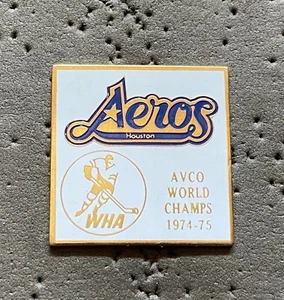 Aeros
Houston
WHA
AVCO
WORLD
CHAMPS
1974-75